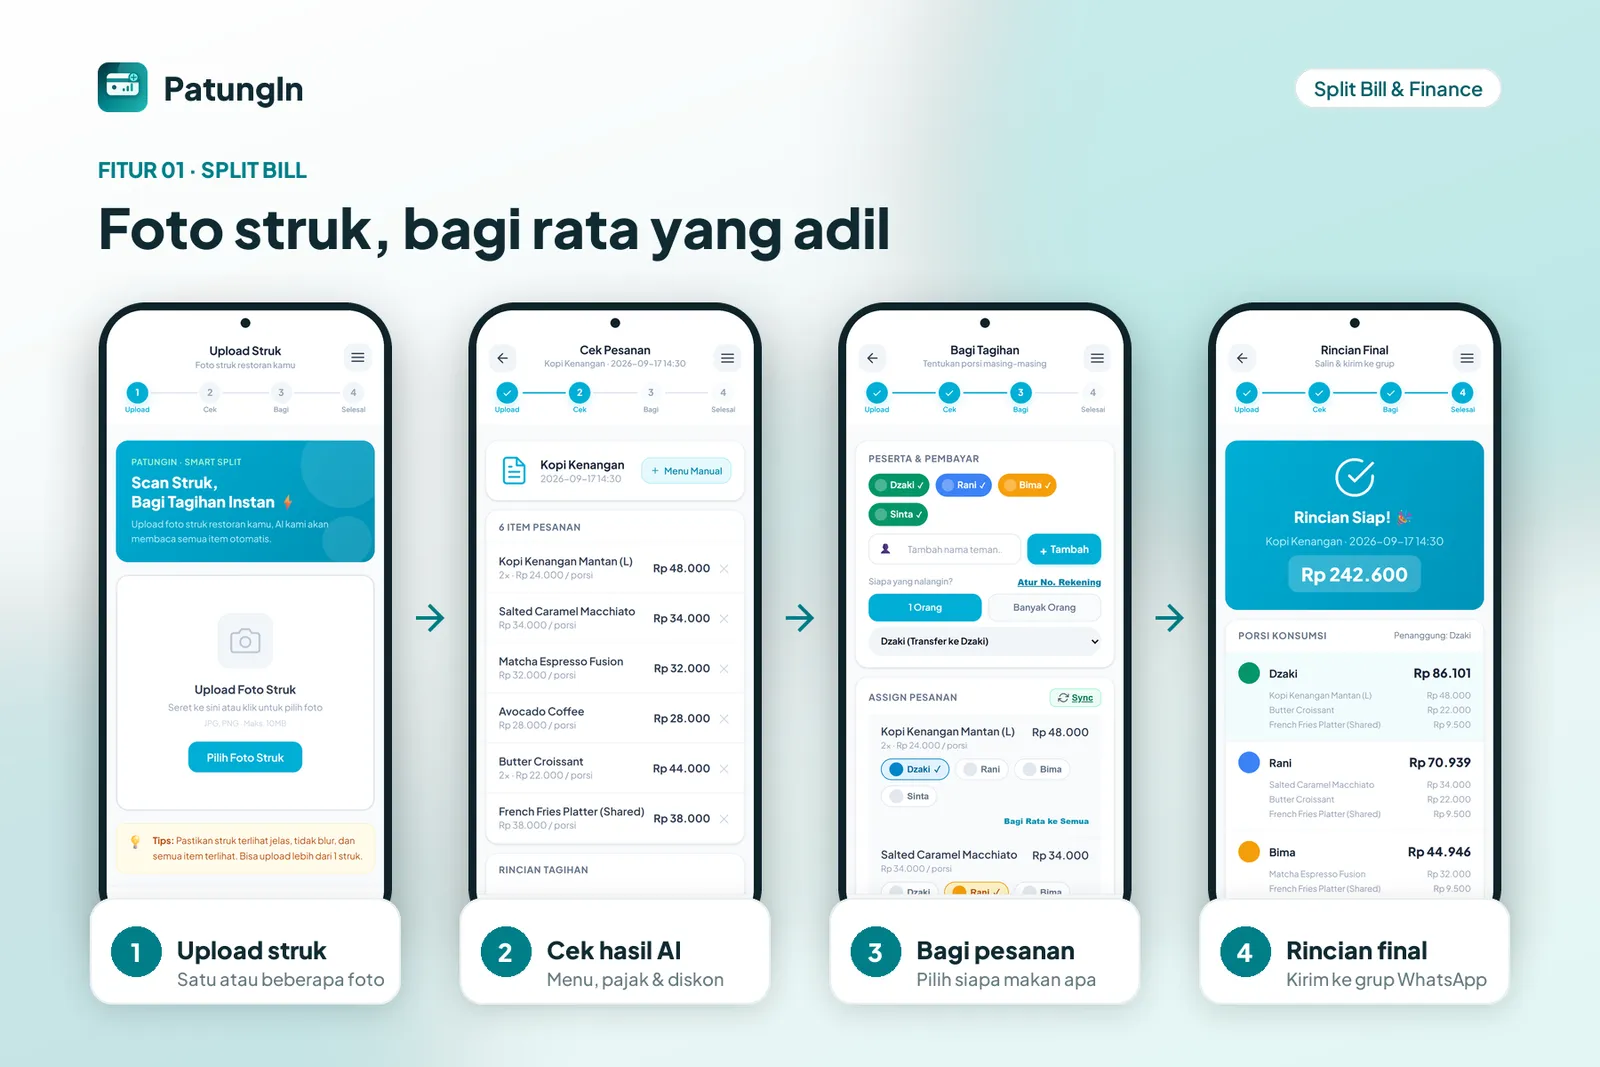 PatungIn
Split Bill & Finance
FITUR 01 · SPLIT BILL
Foto struk, bagi rata yang adil
Upload Struk
Foto struk restoran kamu
1
2
3
4
Upload
Cek
Bagi
Selesai
PATUNGIN · SMART SPLIT
Scan Struk,
Bagi Tagihan Instan ⚡
Upload foto struk restoran kamu, AI kami akan
membaca semua item otomatis.
Upload Foto Struk
Seret ke sini atau klik untuk pilih foto
JPG, PNG · Maks. 10MB
Pilih Foto Struk
Tips: Pastikan struk terlihat jelas, tidak blur, dan
semua item terlihat. Bisa upload lebih dari 1 struk.
1
Upload struk
Satu atau beberapa foto
Cek Pesanan
Kopi Kenangan · 2026-09-17 14:30
✓
2
3
4
Upload
Cek
Bagi
Selesai
Kopi Kenangan
2026-09-17 14:30
+ Menu Manual
6 ITEM PESANAN
Kopi Kenangan Mantan (L)
2x · Rp 24.000 / porsi
Rp 48.000
Salted Caramel Macchiato
Rp 34.000 / porsi
Rp 34.000
Matcha Espresso Fusion
Rp 32.000 / porsi
Rp 32.000
Avocado Coffee
Rp 28.000 / porsi
Rp 28.000
Butter Croissant
2x · Rp 22.000 / porsi
Rp 44.000
French Fries Platter (Shared)
Rp 38.000 / porsi
Rp 38.000
RINCIAN TAGIHAN
2
Cek hasil AI
Menu, pajak & diskon
Bagi Tagihan
Tentukan porsi masing-masing
✓
✓
3
4
Upload
Cek
Bagi
Selesai
PESERTA & PEMBAYAR
Dzaki ✓
Rani ✓
Bima ✓
Sinta ✓
Tambah nama teman.
+ Tambah
Siapa yang nalangin?
Atur No. Rekening
1 Orang
Banyak Orang
Dzaki (Transfer ke Dzaki)
ASSIGN PESANAN
Sync
Kopi Kenangan Mantan (L)
Rp 48.000
2x · Rp 24.000 / porsi
Dzaki ✓
Rani
Bima
Sinta
Bagi Rata ke Semua
Salted Caramel Macchiato
Rp 34.000
Rp 34.000 / porsi
Dzaki
Rani ✓
Bima
3
Bagi pesanan
Pilih siapa makan apa
Rincian Final
Salin & kirim ke grup
✓
✓
✓
4
Upload
Cek
Bagi
Selesai
Rincian Siap! 🎉
Kopi Kenangan · 2026-09-17 14:30
Rp 242.600
PORSI KONSUMSI
Penanggung: Dzaki
Dzaki
Rp 86.101
Kopi Kenangan Mantan (L)
Rp 48.000
Butter Croissant
Rp 22.000
French Fries Platter (Shared)
Rp 9.500
Rani
Rp 70.939
Salted Caramel Macchiato
Rp 34.000
Butter Croissant
Rp 22.000
French Fries Platter (Shared)
Rp 9.500
Bima
Rp 44.946
Matcha Espresso Fusion
Rp 32.000
French Fries Platter (Shared)
Rp 9.500
4
Rincian final
Kirim ke grup WhatsApp